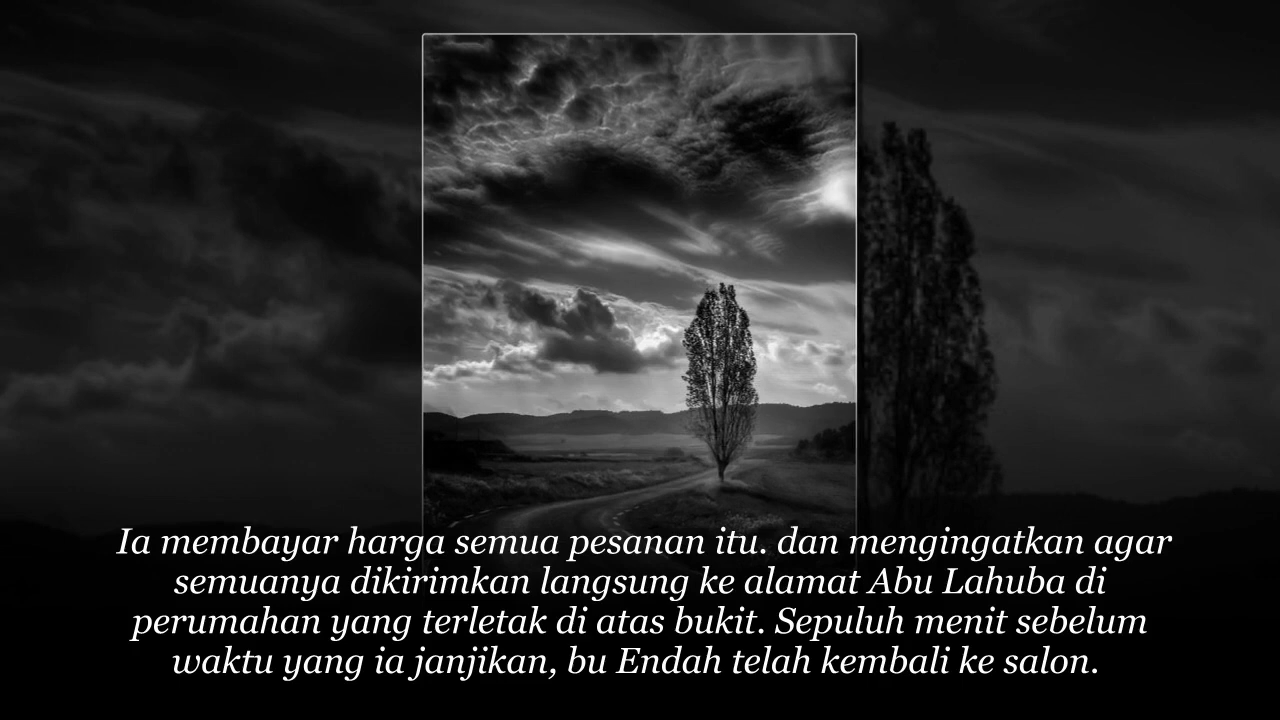 Ia membayar harga semua pesanan itu. dan mengingatkan agar
semuanya dikirimkan langsung ke alamat Abu Lahuba di
perumahan yang terletak di atas bukit. Sepuluh menit sebelum
waktu yang ia janjikan, bu Endah telah kembali ke salon.